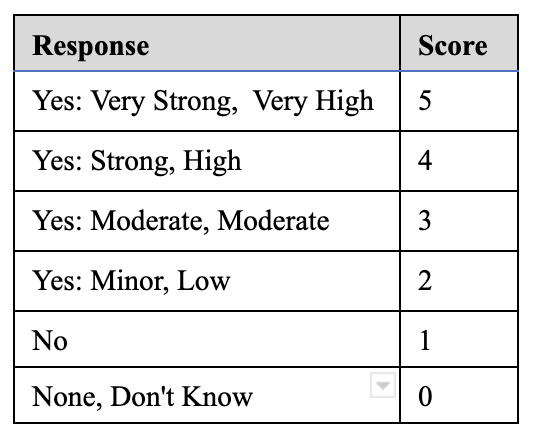 Response Score
Yes: Very Strong,  Very High 5
Yes: Strong, High 4
Yes: Moderate, Moderate 3
Yes: Minor, Low 2
No 1
None, Don't Know 0